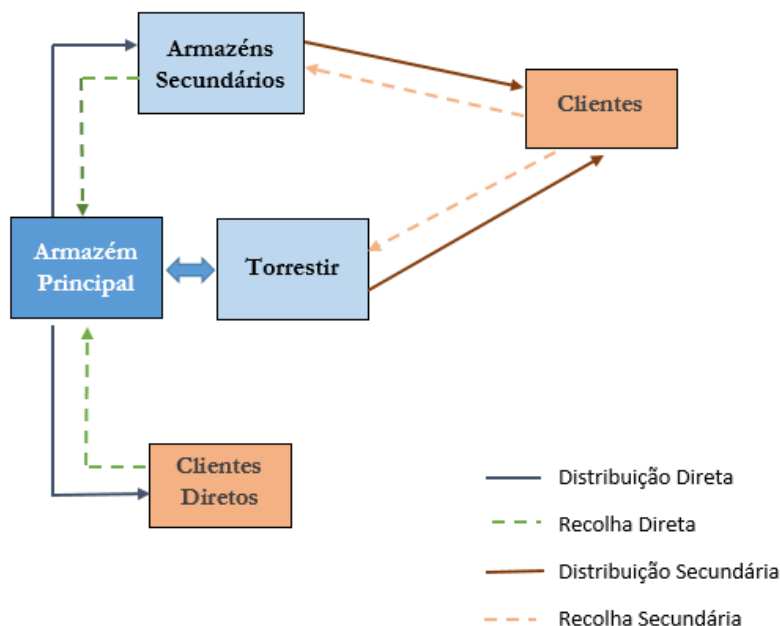 Armazéns
Secundários
Clientes
Armazém
Principal
Torrestir
Clientes
Diretos
Distribuição Direta
Recolha Direta
Distribuição Secundária
Recolha Secundária